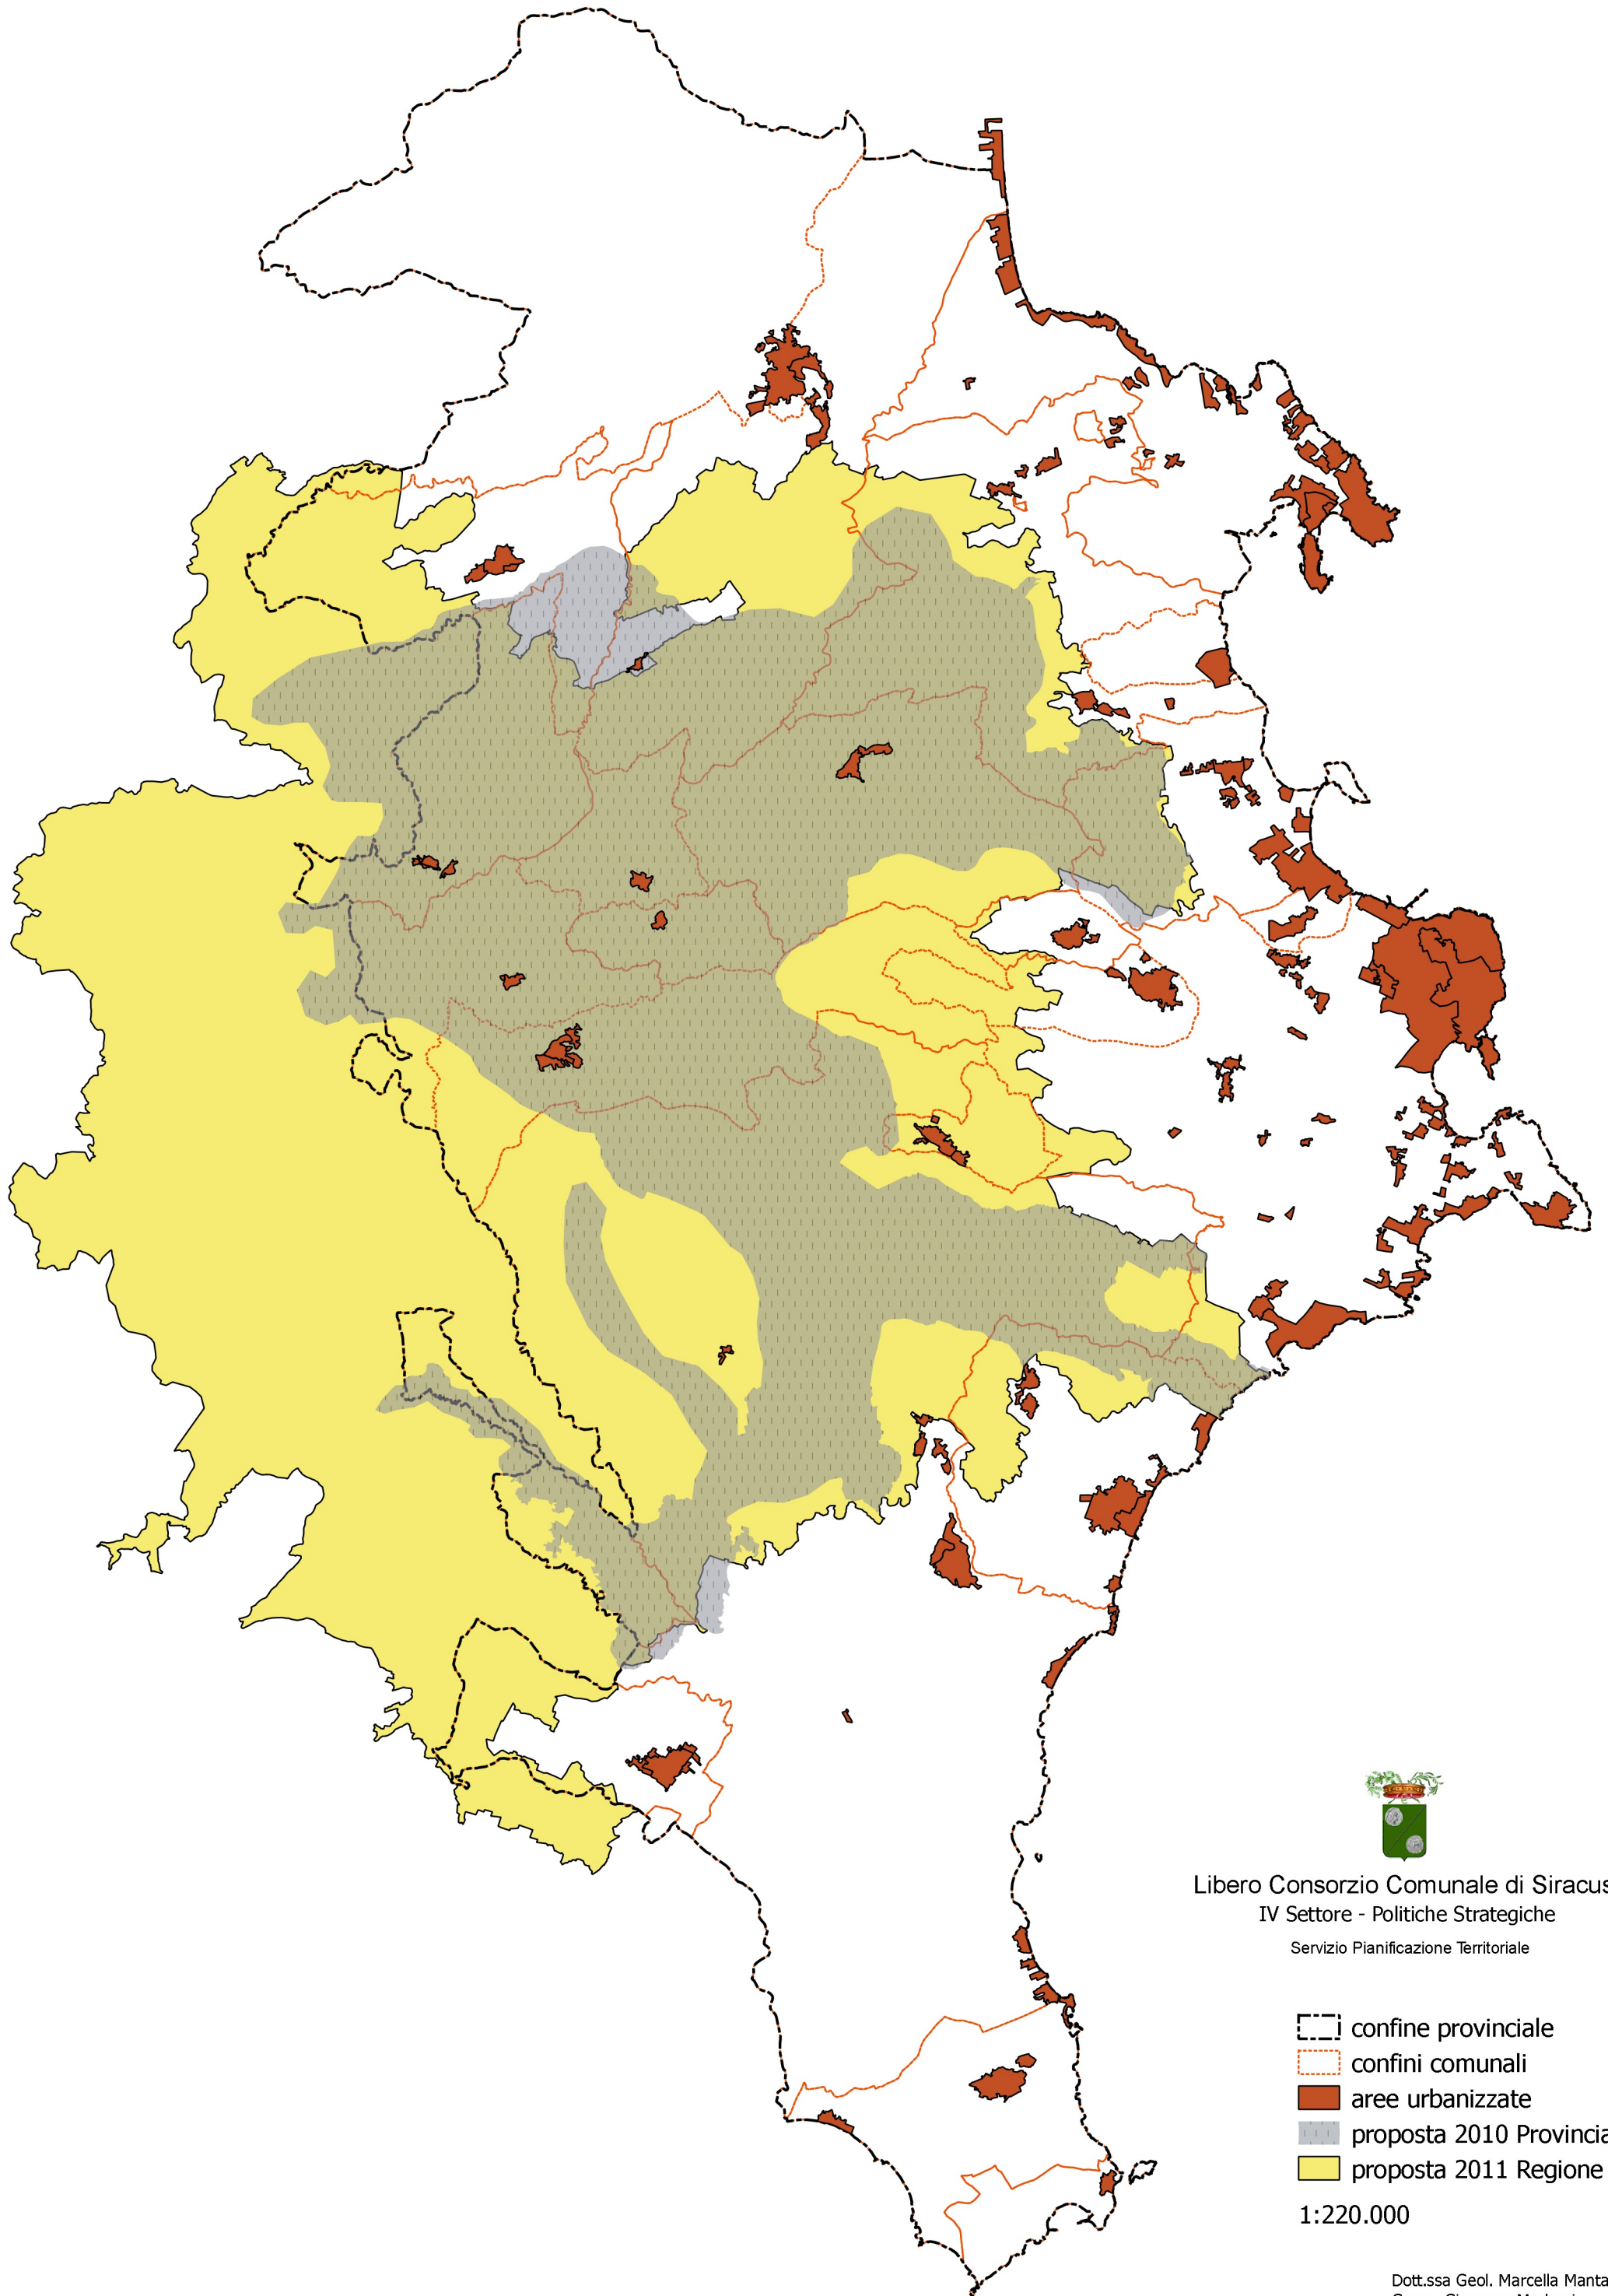 Libero Consorzio Comunale di Siracus
IV Settore - Politiche Strategiche
Servizio Pianificazione Territoriale
confine provinciale
confini comunali
aree urbanizzate
proposta 2010 Provincia
proposta 2011 Regione
1:220.000
Dott.ssa Geol. Marcella Manta